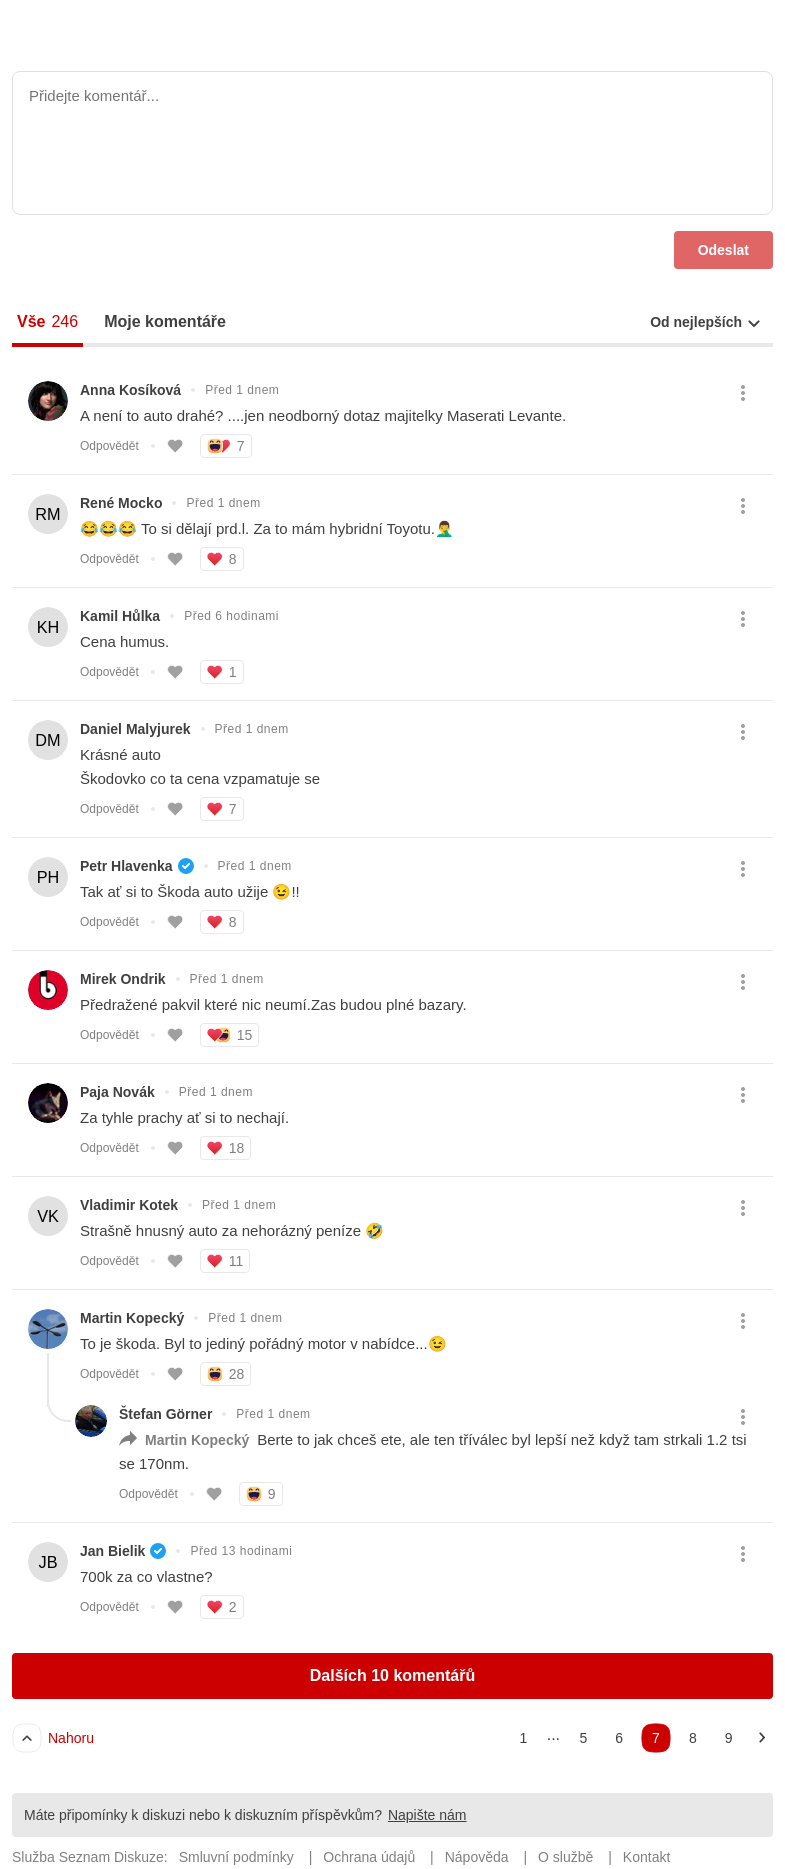 Přidejte komentář...
Odeslat
Vše 246 Moje komentáře Od nejlepších
Anna Kosíková Před 1 dnem
A není to auto drahé? ....jen neodborný dotaz majitelky Maserati Levante.
Odpovědět 7
RM René Mocko Před 1 dnem
😂😂😂 To si dělají prd.l. Za to mám hybridní Toyotu.🤦‍♂️
Odpovědět 8
KH Kamil Hůlka Před 6 hodinami
Cena humus.
Odpovědět 1
DM Daniel Malyjurek Před 1 dnem
Krásné auto
Škodovko co ta cena vzpamatuje se
Odpovědět 7
PH Petr Hlavenka Před 1 dnem
Tak ať si to Škoda auto užije 😉!!
Odpovědět 8
b Mirek Ondrik Před 1 dnem
Předražené pakvil které nic neumí.Zas budou plné bazary.
Odpovědět 15
Paja Novák Před 1 dnem
Za tyhle prachy ať si to nechají.
Odpovědět 18
VK Vladimir Kotek Před 1 dnem
Strašně hnusný auto za nehorázný peníze 🤣
Odpovědět 11
Martin Kopecký Před 1 dnem
To je škoda. Byl to jediný pořádný motor v nabídce...😉
Odpovědět 28
Štefan Görner Před 1 dnem
Martin Kopecký Berte to jak chceš ete, ale ten tříválec byl lepší než když tam strkali 1.2 tsi
se 170nm.
Odpovědět 9
JB Jan Bielik Před 13 hodinami
700k za co vlastne?
Odpovědět 2
Dalších 10 komentářů
Nahoru 1 ··· 5 6 7 8 9
Máte připomínky k diskuzi nebo k diskuzním příspěvkům? Napište nám
Služba Seznam Diskuze: Smluvní podmínky | Ochrana údajů | Nápověda | O službě | Kontakt